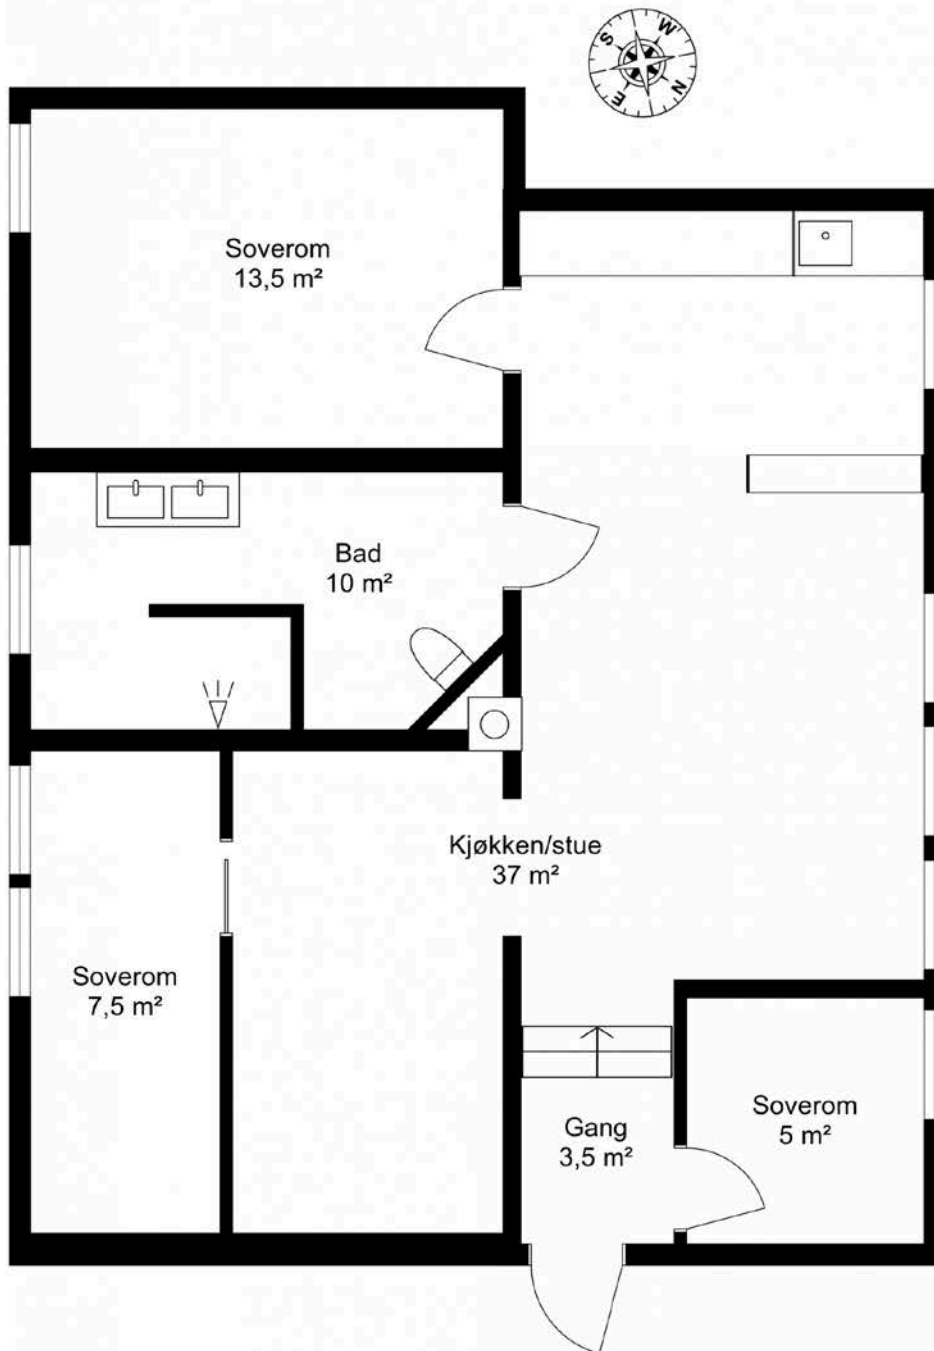 S
W
E
N
Soverom
13,5 m²
Bad
10 m²
Kjøkken/stue
37 m²
Soverom
7,5 m²
Gang
3,5 m²
Soverom
5 m²